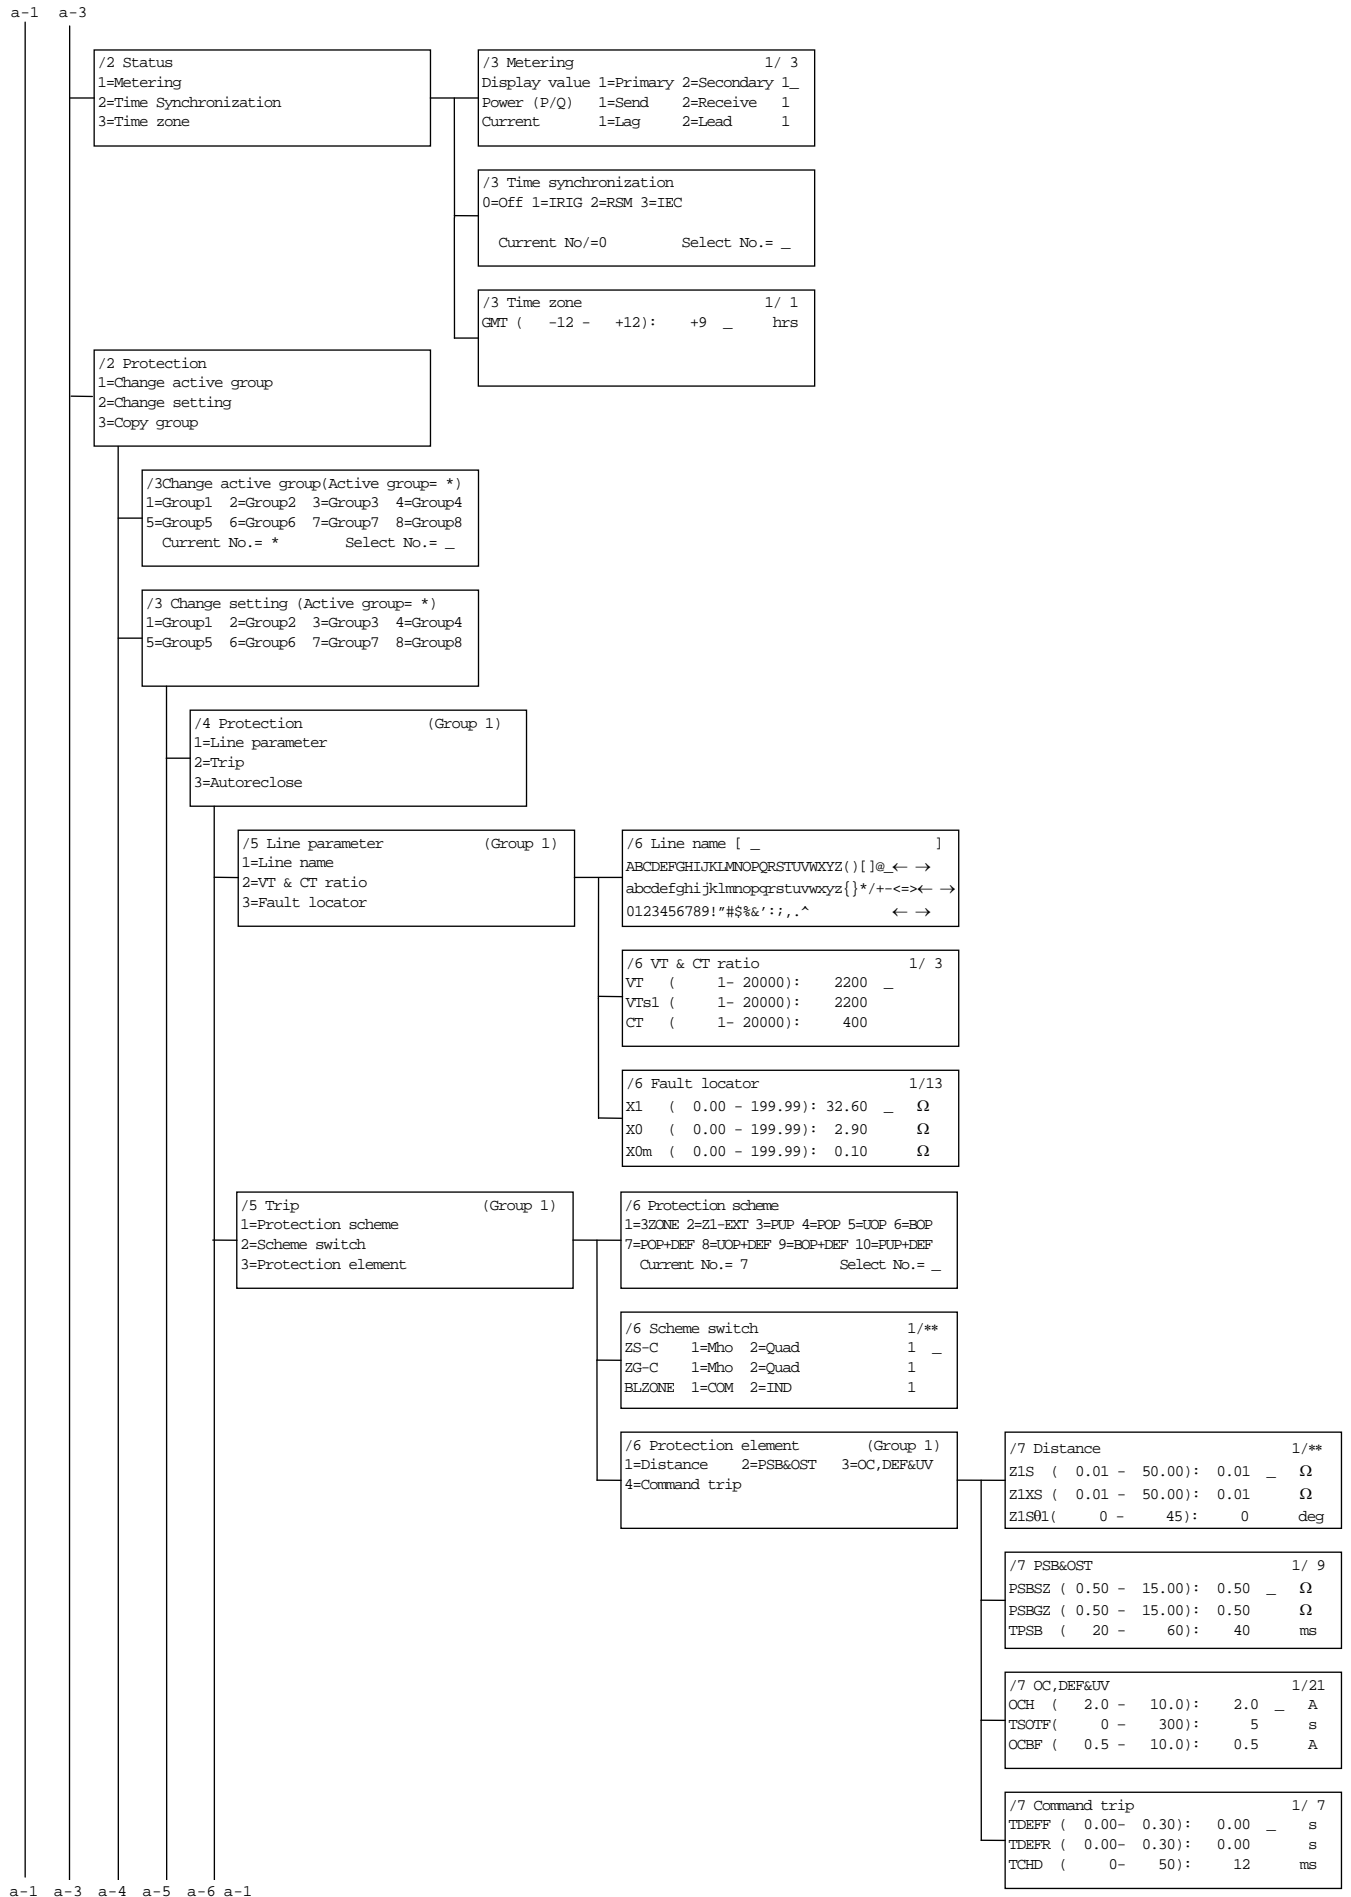 a-1 a-3
/2 Status
1=Metering
2=Time Synchronization
3=Time zone
/3 Metering 1/ 3
Display value 1=Primary 2=Secondary 1_
Power (P/Q) 1=Send 2=Receive 1
Current 1=Lag 2=Lead 1
/3 Time synchronization
0=Off 1=IRIG 2=RSM 3=IEC
Current No/=0 Select No.= _
/3 Time zone 1/ 1
GMT ( -12 - +12): +9 _ hrs
/2 Protection
1=Change active group
2=Change setting
3=Copy group
/3Change active group(Active group= *)
1=Group1 2=Group2 3=Group3 4=Group4
5=Group5 6=Group6 7=Group7 8=Group8
Current No.= * Select No.= _
/3 Change setting (Active group= *)
1=Group1 2=Group2 3=Group3 4=Group4
5=Group5 6=Group6 7=Group7 8=Group8
/4 Protection (Group 1)
1=Line parameter
2=Trip
3=Autoreclose
/5 Line parameter (Group 1)
1=Line name
2=VT & CT ratio
3=Fault locator
/6 Line name [ _ ]
ABCDEFGHIJKLMNOPQRSTUVWXYZ()[]@_← →
abcdefghijklmnopqrstuvwxyz{}*/+-<=>← →
0123456789!"#$%&':;,.^ ← →
/6 VT & CT ratio 1/ 3
VT ( 1- 20000): 2200 _
VTs1 ( 1- 20000): 2200
CT ( 1- 20000): 400
/6 Fault locator 1/13
X1 ( 0.00 - 199.99): 32.60 _ Ω
X0 ( 0.00 - 199.99): 2.90 Ω
X0m ( 0.00 - 199.99): 0.10 Ω
/5 Trip (Group 1)
1=Protection scheme
2=Scheme switch
3=Protection element
/6 Protection scheme
1=3ZONE 2=Z1-EXT 3=PUP 4=POP 5=UOP 6=BOP
7=POP+DEF 8=UOP+DEF 9=BOP+DEF 10=PUP+DEF
Current No.= 7 Select No.= _
/6 Scheme switch 1/**
ZS-C 1=Mho 2=Quad 1 _
ZG-C 1=Mho 2=Quad 1
BLZONE 1=COM 2=IND 1
/6 Protection element (Group 1)
1=Distance 2=PSB&OST 3=OC,DEF&UV
4=Command trip
/7 Distance 1/**
Z1S ( 0.01 - 50.00): 0.01 _ Ω
Z1XS ( 0.01 - 50.00): 0.01 Ω
Z1Sθ1( 0 - 45): 0 deg
/7 PSB&OST 1/ 9
PSBSZ ( 0.50 - 15.00): 0.50 _ Ω
PSBGZ ( 0.50 - 15.00): 0.50 Ω
TPSB ( 20 - 60): 40 ms
/7 OC,DEF&UV 1/21
OCH ( 2.0 - 10.0): 2.0 _ A
TSOTF( 0 - 300): 5 s
OCBF ( 0.5 - 10.0): 0.5 A
/7 Command trip 1/ 7
TDEFF ( 0.00- 0.30): 0.00 _ s
TDEFR ( 0.00- 0.30): 0.00 s
TCHD ( 0- 50): 12 ms
a-1 a-3 a-4 a-5 a-6 a-1